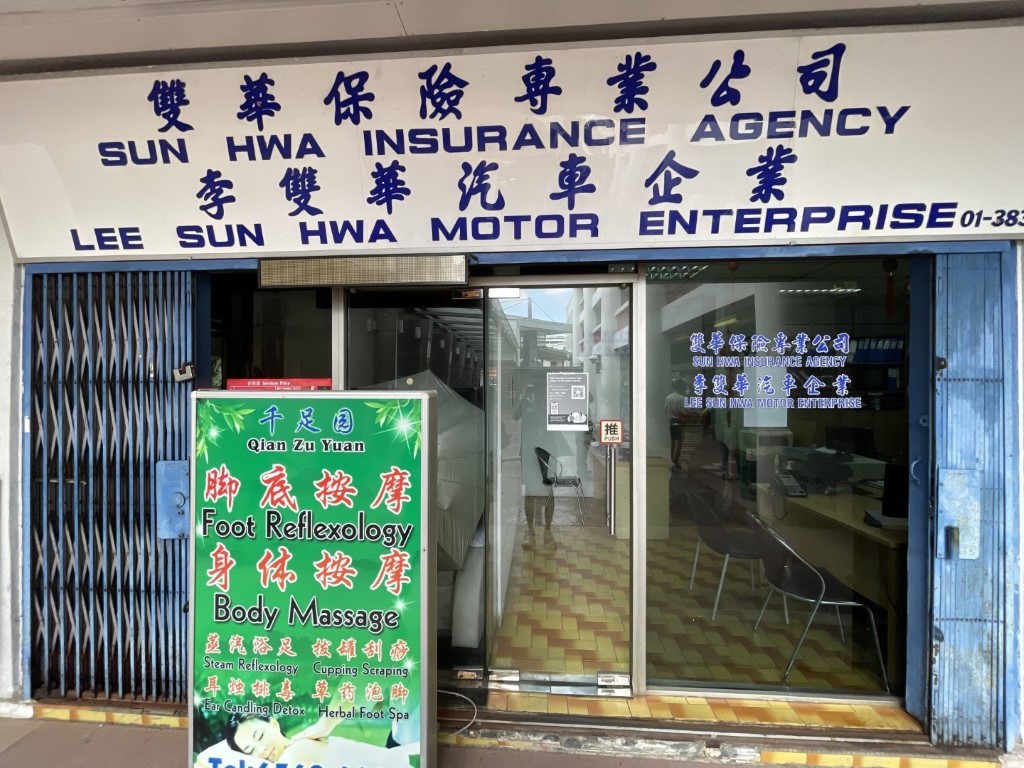 雙華保險專業公司
SUN HWA INSURANCE AGENCY
李雙華汽車企業
LEE SUN HWA MOTOR ENTERPRISE 01-383
雙華保險專業公司
SUN HWA INSURANCE AGENCY
李雙華汽車企業
LEE SUN HWA MOTOR ENTERPRISE
推
PUSH
Services Price
千足园
Qian Zu Yuan
脚底按摩
Foot Reflexology
身体按摩
Body Massage
蒸汽浴足 拔罐刮痧
Steam Reflexology Cupping Scraping
耳烛排毒 草药泡脚
Ear Candling Detox Herbal Foot Spa